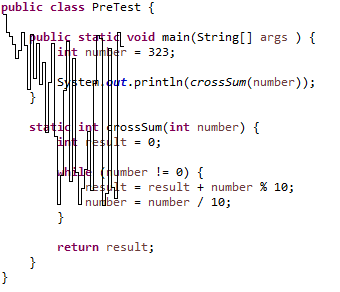 public class PreTest {
public static void main(String[] args ) {
int number = 323;
System.out.println(crossSum(number));
}
static int crossSum(int number) {
int result = 0;
while (number != 0) {
result = result + number % 10;
number = number / 10;
}
return result;
}
}